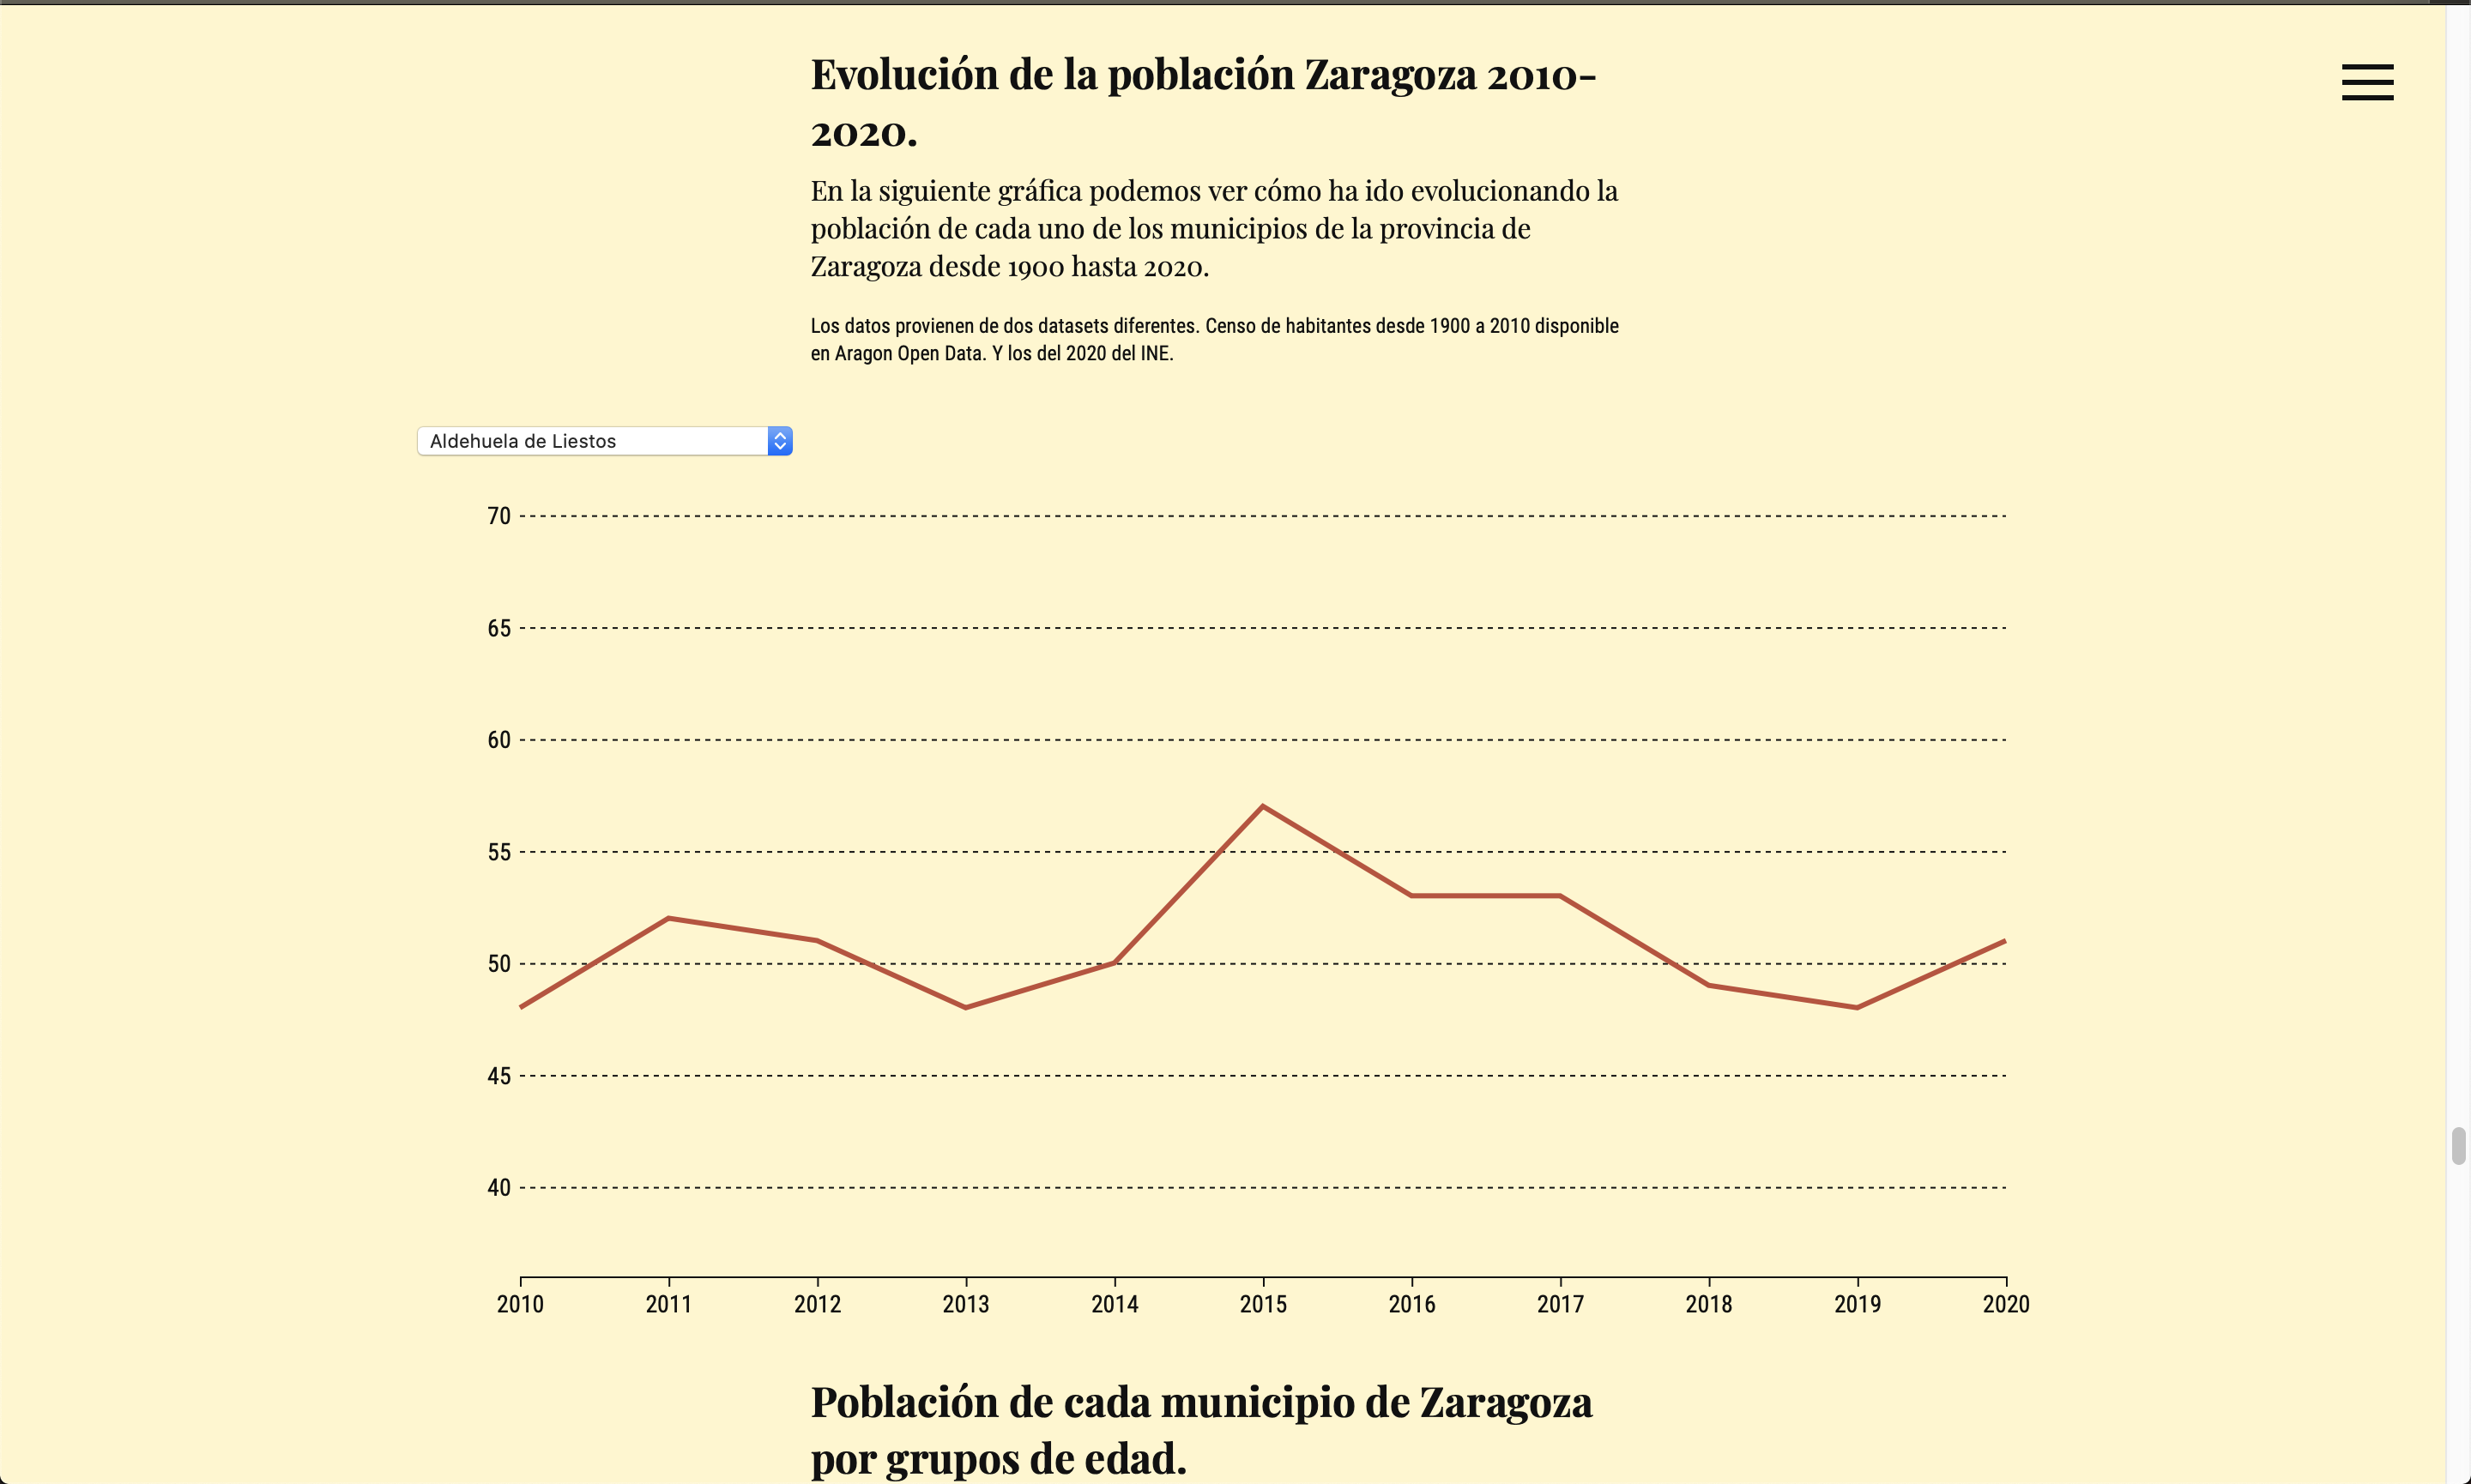 Evolución de la población Zaragoza 2010-
2020.
En la siguiente gráfica podemos ver cómo ha ido evolucionando la
población de cada uno de los municipios de la provincia de
Zaragoza desde 1900 hasta 2020.
Los datos provienen de dos datasets diferentes. Censo de habitantes desde 1900 a 2010 disponible
en Aragon Open Data. Y los del 2020 del INE.
Aldehuela de Liestos
70
65
60
55
50
45
40
2010 2011 2012 2013 2014 2015 2016 2017 2018 2019 2020
Población de cada municipio de Zaragoza
por grupos de edad.